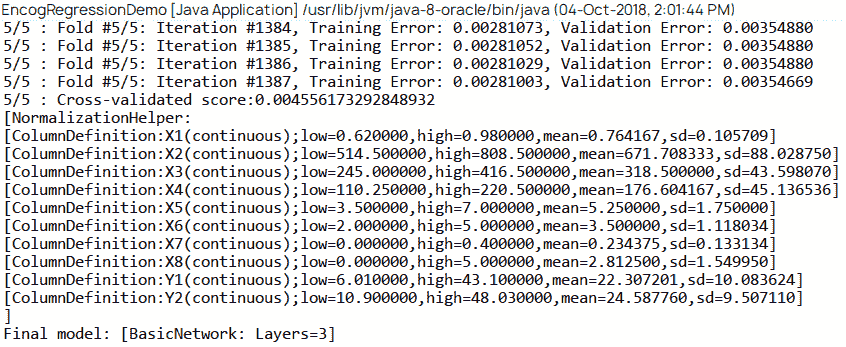 EncogRegressionDemo [Java Application] /usr/lib/jvm/java-8-oracle/bin/java (04-Oct-2018, 2:01:44 PM)
5/5 : Fold #5/5: Iteration #1384, Training Error: 0.00281073, Validation Error: 0.00354880
5/5 : Fold #5/5: Iteration #1385, Training Error: 0.00281052, Validation Error: 0.00354880
5/5 : Fold #5/5: Iteration #1386, Training Error: 0.00281029, Validation Error: 0.00354880
5/5 : Fold #5/5: Iteration #1387, Training Error: 0.00281003, Validation Error: 0.00354669
5/5 : Cross-validated score:0.004556173292848932
[NormalizationHelper:
[ColumnDefinition:X1(continuous);low=0.620000,high=0.980000,mean=0.764167,sd=0.105709]
[ColumnDefinition:X2(continuous);low=514.500000,high=808.500000,mean=671.708333,sd=88.028750]
[ColumnDefinition:X3(continuous);low=245.000000,high=416.500000,mean=318.500000,sd=43.598070]
[ColumnDefinition:X4(continuous);low=110.250000,high=220.500000,mean=176.604167,sd=45.136536]
[ColumnDefinition:X5(continuous);low=3.500000,high=7.000000,mean=5.250000,sd=1.750000]
[ColumnDefinition:X6(continuous);low=2.000000,high=5.000000,mean=3.500000,sd=1.118034]
[ColumnDefinition:X7(continuous);low=0.000000,high=0.400000,mean=0.234375,sd=0.133134]
[ColumnDefinition:X8(continuous);low=0.000000,high=5.000000,mean=2.812500,sd=1.549950]
[ColumnDefinition:Y1(continuous);low=6.010000,high=43.100000,mean=22.307201,sd=10.083624]
[ColumnDefinition:Y2(continuous);low=10.900000,high=48.030000,mean=24.587760,sd=9.507110]
]
Final model: [BasicNetwork: Layers=3]